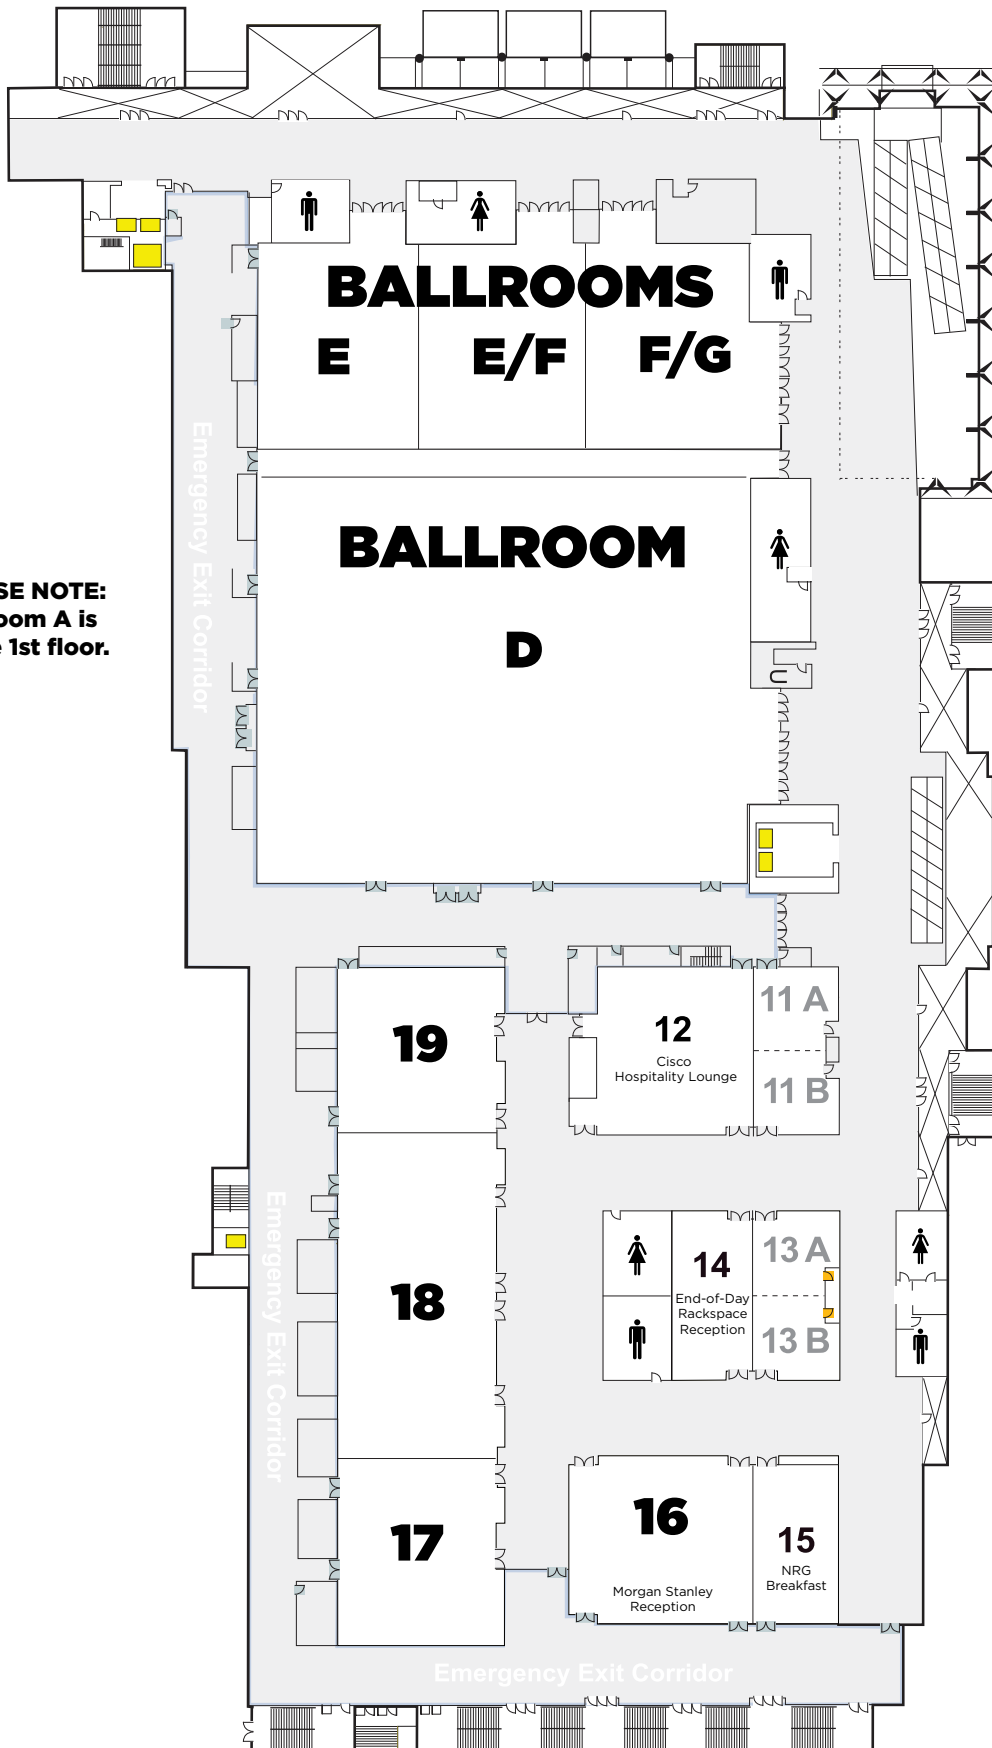 BALLROOMS
E E/F F/G
BALLROOM
D
SE NOTE:
oom A is
e 1st floor.
Emergency Exit Corridor
U
19
12
Cisco
Hospitality Lounge
11 A
11 B
18
Emergency Exit Corridor
14
End-of-Day
Rackspace
Reception
13 A
13 B
17
16
Morgan Stanley
Reception
15
NRG
Breakfast
Emergency Exit Corridor